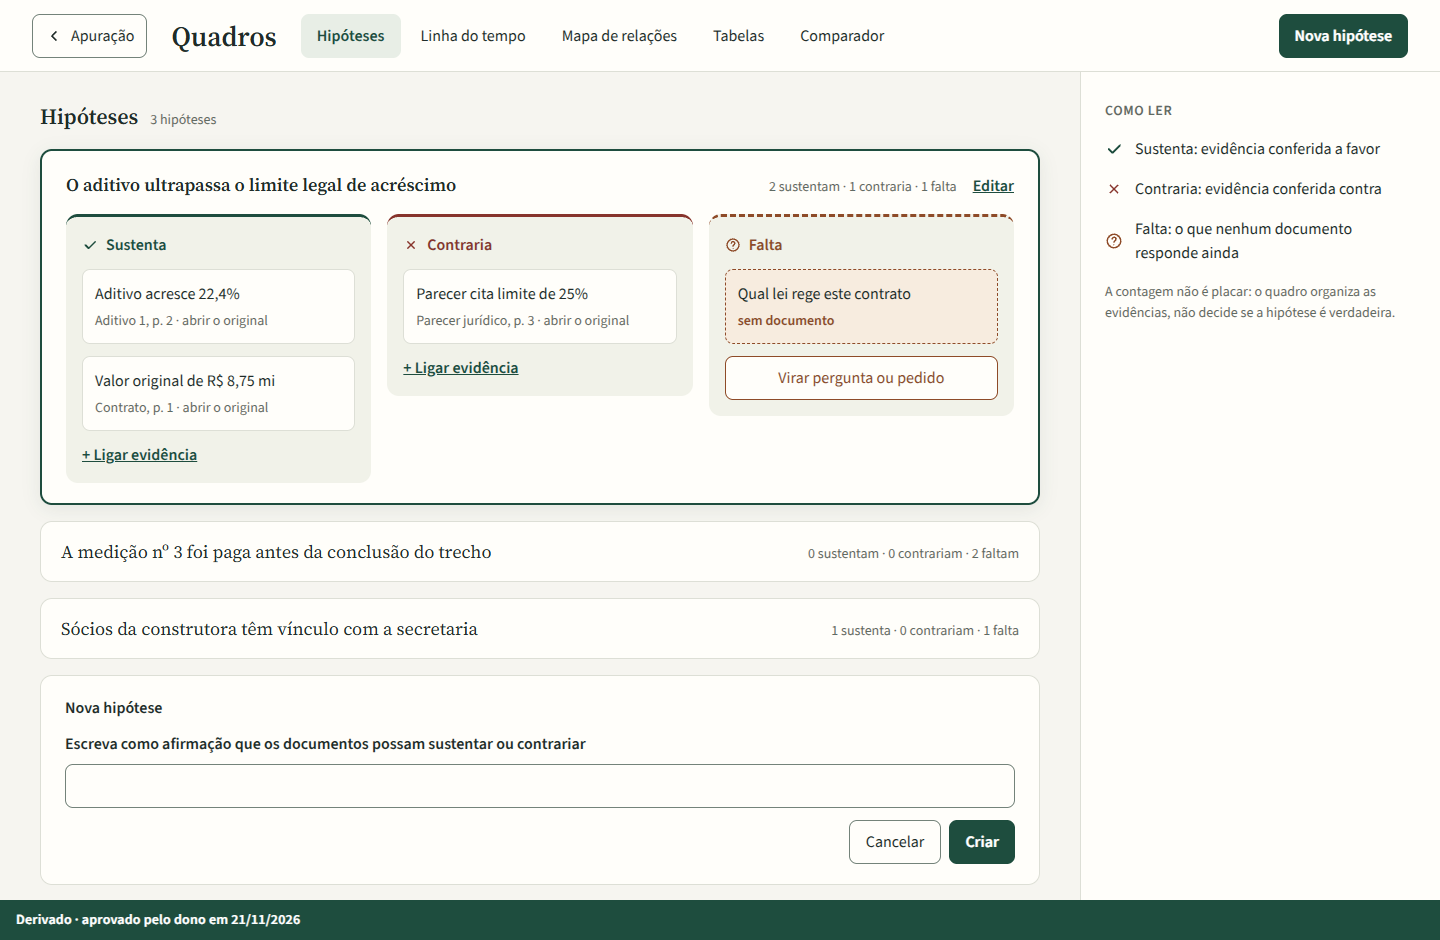 Apuração
Quadros
Hipóteses
Linha do tempo
Mapa de relações
Tabelas
Comparador
Nova hipótese
Hipóteses
3 hipóteses
O aditivo ultrapassa o limite legal de acréscimo
2 sustentam · 1 contraria · 1 falta
Editar
Sustenta
Aditivo acresce 22,4%
Aditivo 1, p. 2 · abrir o original
Valor original de R$ 8,75 mi
Contrato, p. 1 · abrir o original
+ Ligar evidência
Contraria
Parecer cita limite de 25%
Parecer jurídico, p. 3 · abrir o original
+ Ligar evidência
Falta
Qual lei rege este contrato
sem documento
Virar pergunta ou pedido
A medição nº 3 foi paga antes da conclusão do trecho
0 sustentam · 0 contrariam · 2 faltam
Sócios da construtora têm vínculo com a secretaria
1 sustenta · 0 contrariam · 1 falta
Nova hipótese
Escreva como afirmação que os documentos possam sustentar ou contrariar
Cancelar
Criar
COMO LER
Sustenta: evidência conferida a favor
Contraria: evidência conferida contra
Falta: o que nenhum documento
responde ainda
A contagem não é placar: o quadro organiza as
evidências, não decide se a hipótese é verdadeira.
Derivado · aprovado pelo dono em 21/11/2026